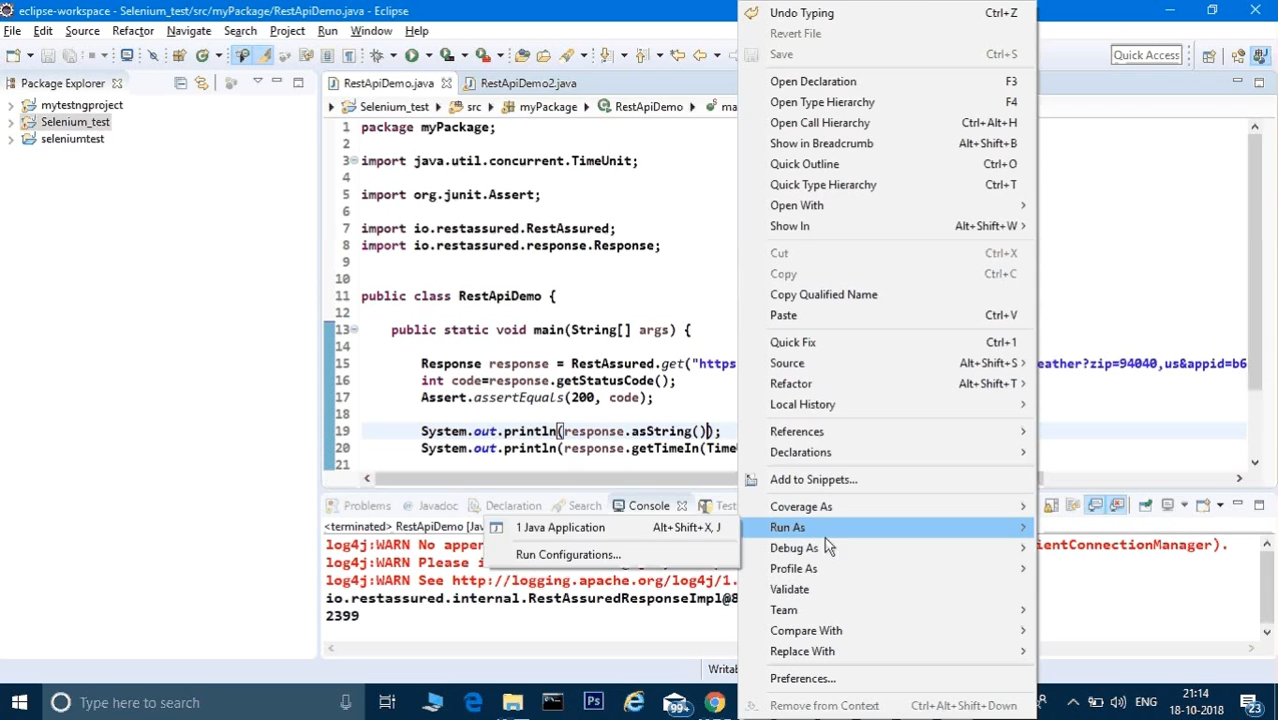 eclipse-workspace - Selenium_test/src/myPackage/RestApiDemo.java - Eclipse
File Edit Source Refactor Navigate Search Project Run Window Help
Quick Access
Package Explorer
mytestngproject
Selenium_test
seleniumtest
RestApiDemo.java
RestApiDemo2.java
Selenium_test src myPackage RestApiDemo
1 package myPackage;
2
3 import java.util.concurrent.TimeUnit;
4
5 import org.junit.Assert;
6
7 import io.restassured.RestAssured;
8 import io.restassured.response.Response;
9
10
11 public class RestApiDemo {
12
13 public static void main(String[] args) {
14
15 Response response = RestAssured.get("https eather?zip=94040,us&appid=b6
16 int code=response.getStatusCode();
17 Assert.assertEquals(200, code);
18
19 System.out.println(response.asString());
20 System.out.println(response.getTimeIn(Time
21
Problems Javadoc Declaration Search Console Test
<terminated> RestApiDemo [Jav
log4j:WARN No appen ientConnectionManager).
log4j:WARN Please i
log4j:WARN See http://logging.apache.org/log4j/1.
io.restassured.internal.RestAssuredResponseImpl@8
2399
Writab
1 Java Application Alt+Shift+X, J
Run Configurations...
Undo Typing Ctrl+Z
Revert File
Save Ctrl+S
Open Declaration F3
Open Type Hierarchy F4
Open Call Hierarchy Ctrl+Alt+H
Show in Breadcrumb Alt+Shift+B
Quick Outline Ctrl+O
Quick Type Hierarchy Ctrl+T
Open With
Show In Alt+Shift+W
Cut Ctrl+X
Copy Ctrl+C
Copy Qualified Name
Paste Ctrl+V
Quick Fix Ctrl+1
Source Alt+Shift+S
Refactor Alt+Shift+T
Local History
References
Declarations
Add to Snippets...
Coverage As
Run As
Debug As
Profile As
Validate
Team
Compare With
Replace With
Preferences...
Remove from Context Ctrl+Alt+Shift+Down
Type here to search
Ps
99+
ENG
21:14
18-10-2018
23